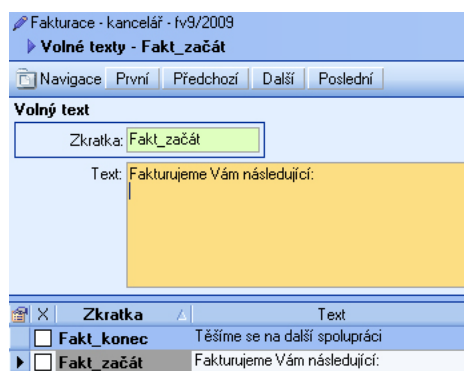 Fakturace - kancelář - fv9/2009
Volné texty - Fakt_začát
Navigace První Předchozí Další Poslední
Volný text
Zkratka: Fakt_začát
Text: Fakturujeme Vám následující:
X Zkratka Text
Fakt_konec Těšíme se na další spolupráci
Fakt_začát Fakturujeme Vám následující: